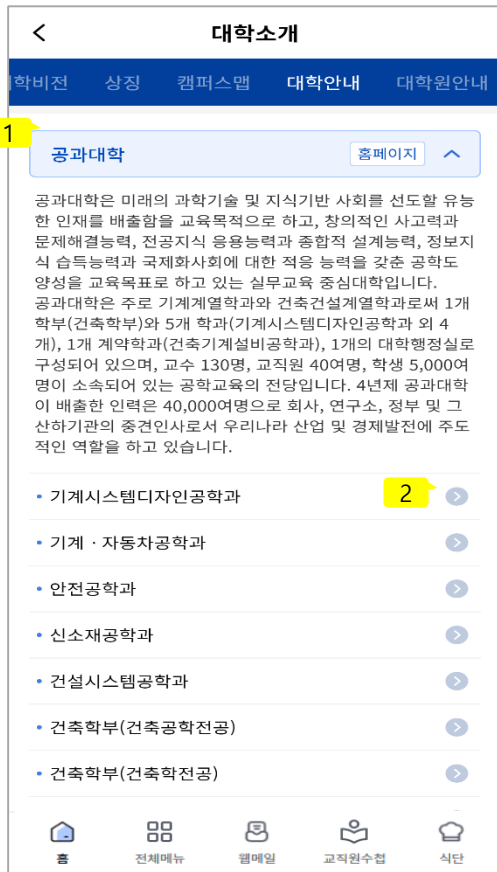 대학소개
학비전 상징 캠퍼스맵 대학안내 대학원안내
1
공과대학 홈페이지
공과대학은 미래의 과학기술 및 지식기반 사회를 선도할 유능
한 인재를 배출함을 교육목적으로 하고, 창의적인 사고력과
문제해결능력, 전공지식 응용능력과 종합적 설계능력, 정보지
식 습득능력과 국제화사회에 대한 적응 능력을 갖춘 공학도
양성을 교육목표로 하고 있는 실무교육 중심대학입니다.
공과대학은 주로 기계계열학과와 건축건설계열학과로써 1개
학부(건축학부)와 5개 학과(기계시스템디자인공학과 외 4
개), 1개 계약학과(건축기계설비공학과), 1개의 대학행정실로
구성되어 있으며, 교수 130명, 교직원 40여명, 학생 5,000여
명이 소속되어 있는 공학교육의 전당입니다. 4년제 공과대학
이 배출한 인력은 40,000여명으로 회사, 연구소, 정부 및 그
산하기관의 중견인사로서 우리나라 산업 및 경제발전에 주도
적인 역할을 하고 있습니다.
• 기계시스템디자인공학과 2
• 기계 · 자동차공학과
• 안전공학과
• 신소재공학과
• 건설시스템공학과
• 건축학부(건축공학전공)
• 건축학부(건축학전공)
홈 전체메뉴 웹메일 교직원수첩 식단